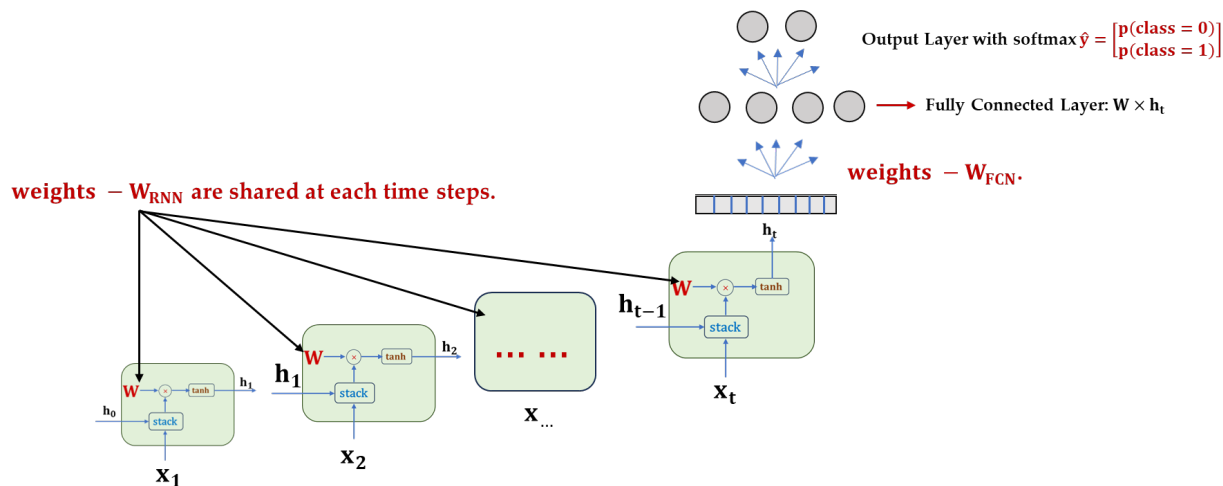 Output Layer with softmax ŷ = [p(class = 0)
p(class = 1)]
Fully Connected Layer: W × hₜ
weights − W_FCN.
weights − W_RNN are shared at each time steps.
hₜ
W × tanh
hₜ₋₁
stack
xₜ
... ...
x...
W × tanh h₂
h₁
stack
x₂
W × tanh h₁
h₀
stack
x₁